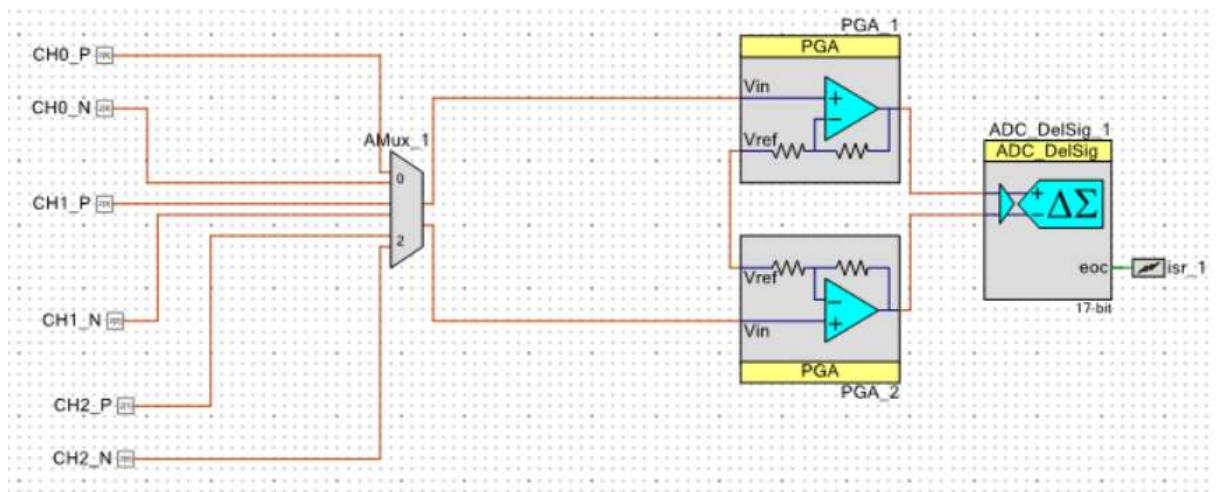 CH0_P
CH0_N
CH1_P
CH1_N
CH2_P
CH2_N
AMux_1
0
2
PGA_1
PGA
Vin
Vref
+
−
Vref
Vin
−
+
PGA
PGA_2
ADC_DelSig_1
ADC_DelSig
+
−
ΔΣ
eoc
17-bit
isr_1